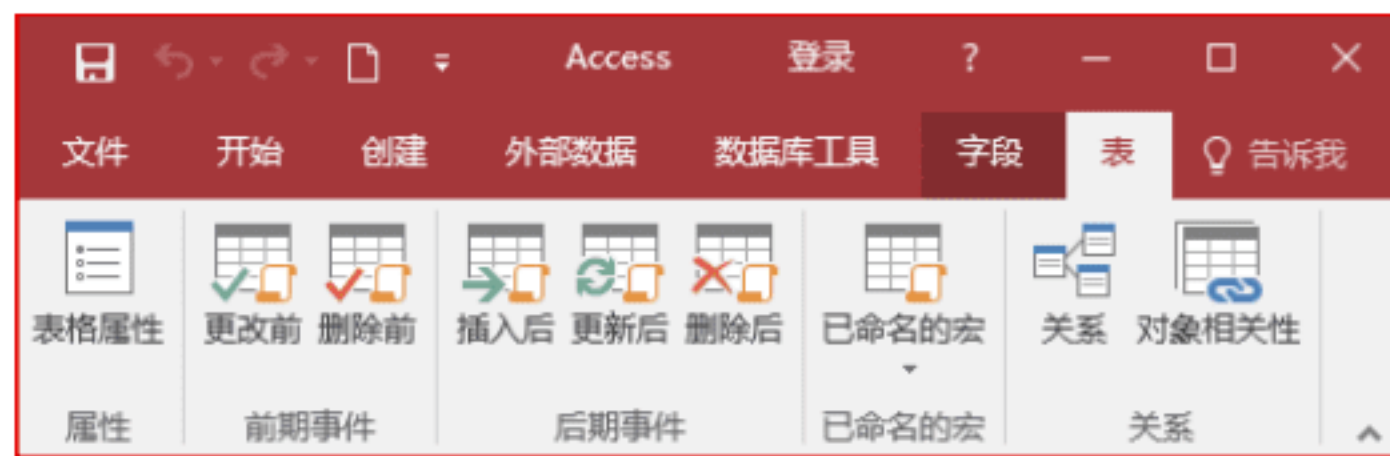 Access 登录 ?
文件 开始 创建 外部数据 数据库工具 字段 表 告诉我
表格属性 更改前 删除前 插入后 更新后 删除后 已命名的宏 关系 对象相关性
属性 前期事件 后期事件 已命名的宏 关系